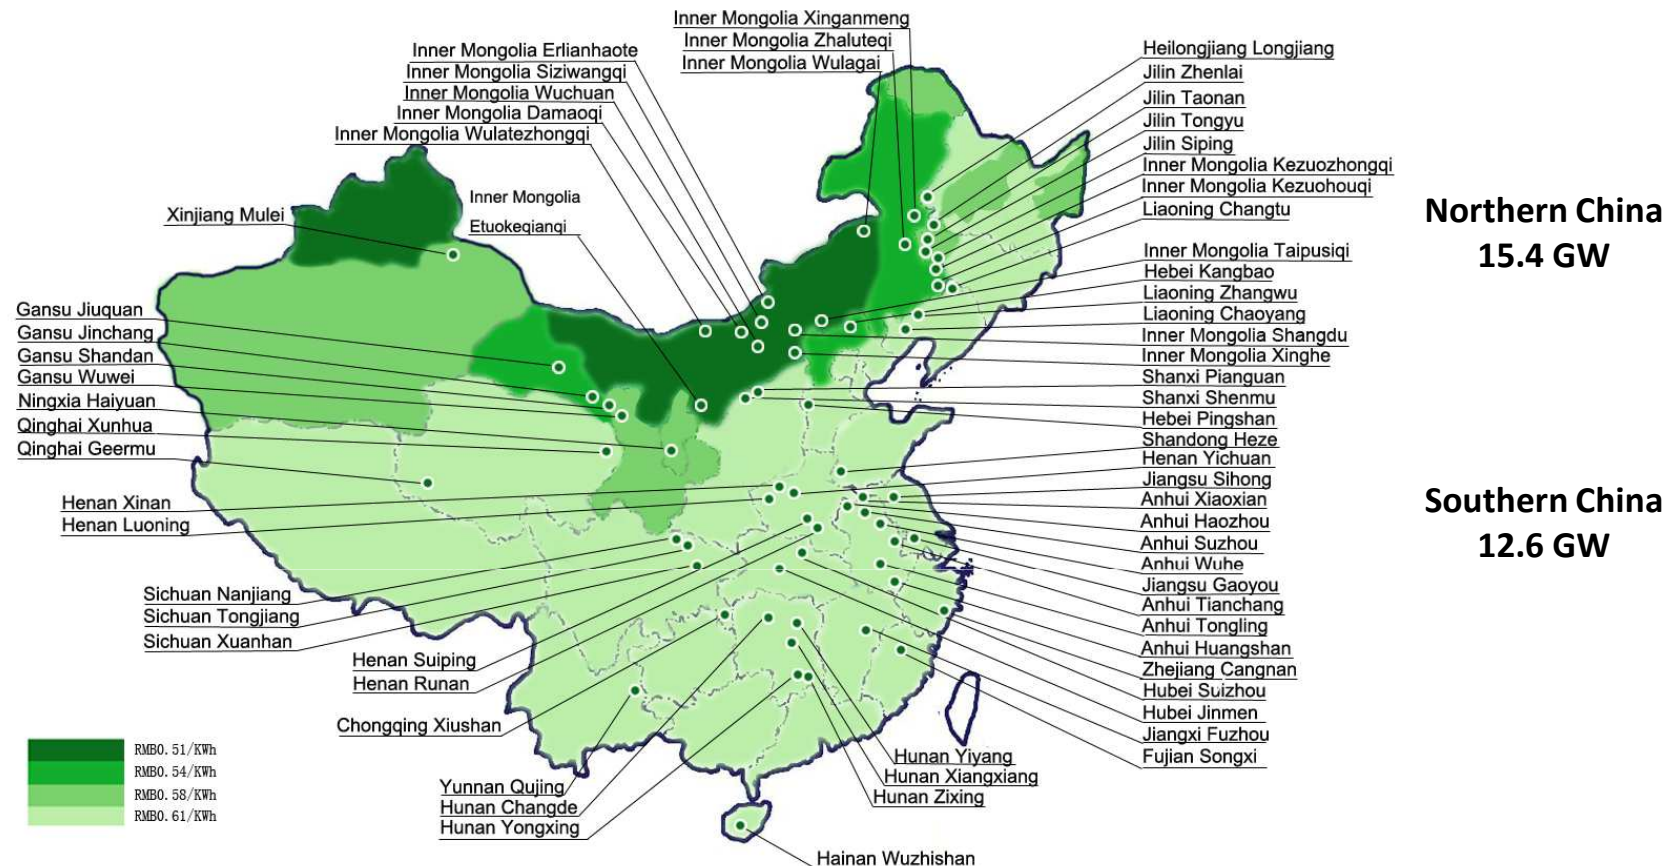 Inner Mongolia Xinganmeng
Inner Mongolia Zhaluteqi
Inner Mongolia Wulagai
Inner Mongolia Erlianhaote
Inner Mongolia Siziwangqi
Inner Mongolia Wuchuan
Inner Mongolia Damaoqi
Inner Mongolia Wulatezhongqi
Inner Mongolia
Etuokeqianqi
Xinjiang Mulei
Gansu Jiuquan
Gansu Jinchang
Gansu Shandan
Gansu Wuwei
Ningxia Haiyuan
Qinghai Xunhua
Qinghai Geermu
Henan Xinan
Henan Luoning
Sichuan Nanjiang
Sichuan Tongjiang
Sichuan Xuanhan
Henan Suiping
Henan Runan
Chongqing Xiushan
Yunnan Qujing
Hunan Changde
Hunan Yongxing
Heilongjiang Longjiang
Jilin Zhenlai
Jilin Taonan
Jilin Tongyu
Jilin Siping
Inner Mongolia Kezuozhongqi
Inner Mongolia Kezuohouqi
Liaoning Changtu
Inner Mongolia Taipusiqi
Hebei Kangbao
Liaoning Zhangwu
Liaoning Chaoyang
Inner Mongolia Shangdu
Inner Mongolia Xinghe
Shanxi Pianguan
Shanxi Shenmu
Hebei Pingshan
Shandong Heze
Henan Yichuan
Jiangsu Sihong
Anhui Xiaoxian
Anhui Haozhou
Anhui Suzhou
Anhui Wuhe
Jiangsu Gaoyou
Anhui Tianchang
Anhui Tongling
Anhui Huangshan
Zhejiang Cangnan
Hubei Suizhou
Hubei Jinmen
Jiangxi Fuzhou
Fujian Songxi
Hunan Yiyang
Hunan Xiangxiang
Hunan Zixing
Hainan Wuzhishan
Northern China
15.4 GW
Southern China
12.6 GW
RMB0.51/KWh
RMB0.54/KWh
RMB0.58/KWh
RMB0.61/KWh